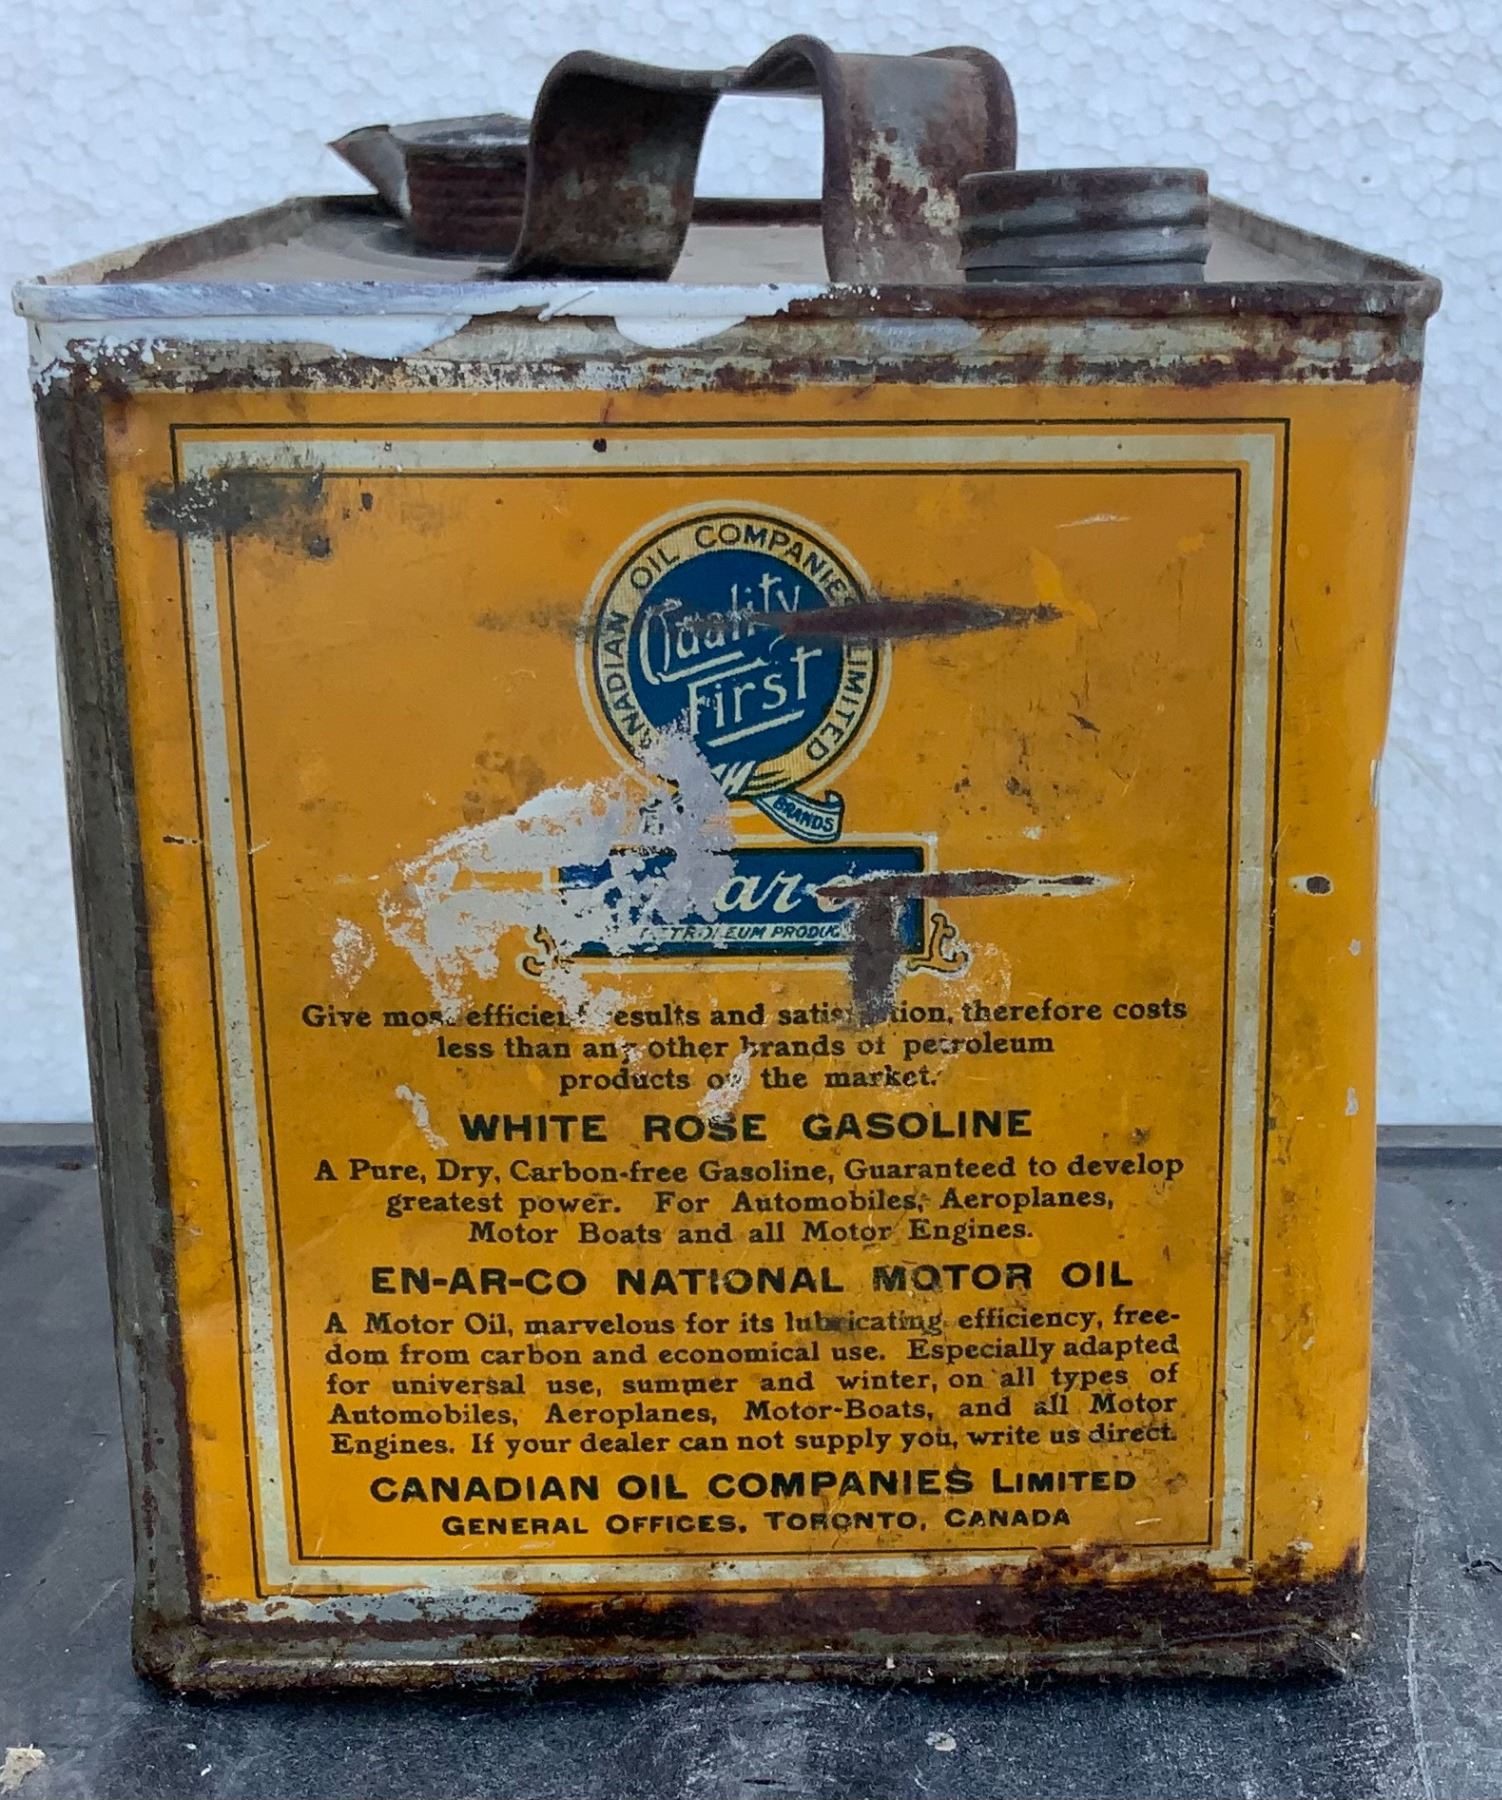 CANADIAN OIL COMPANIES LIMITED
Quality
First
BRANDS
PETROLEUM PRODUC
Give most efficient results and satisfaction, therefore costs
less than any other brands of petroleum
products on the market.
WHITE ROSE GASOLINE
A Pure, Dry, Carbon-free Gasoline, Guaranteed to develop
greatest power. For Automobiles, Aeroplanes,
Motor Boats and all Motor Engines.
EN-AR-CO NATIONAL MOTOR OIL
A Motor Oil, marvelous for its lubricating efficiency, free-
dom from carbon and economical use. Especially adapted
for universal use, summer and winter, on all types of
Automobiles, Aeroplanes, Motor-Boats, and all Motor
Engines. If your dealer can not supply you, write us direct.
CANADIAN OIL COMPANIES LIMITED
GENERAL OFFICES, TORONTO, CANADA